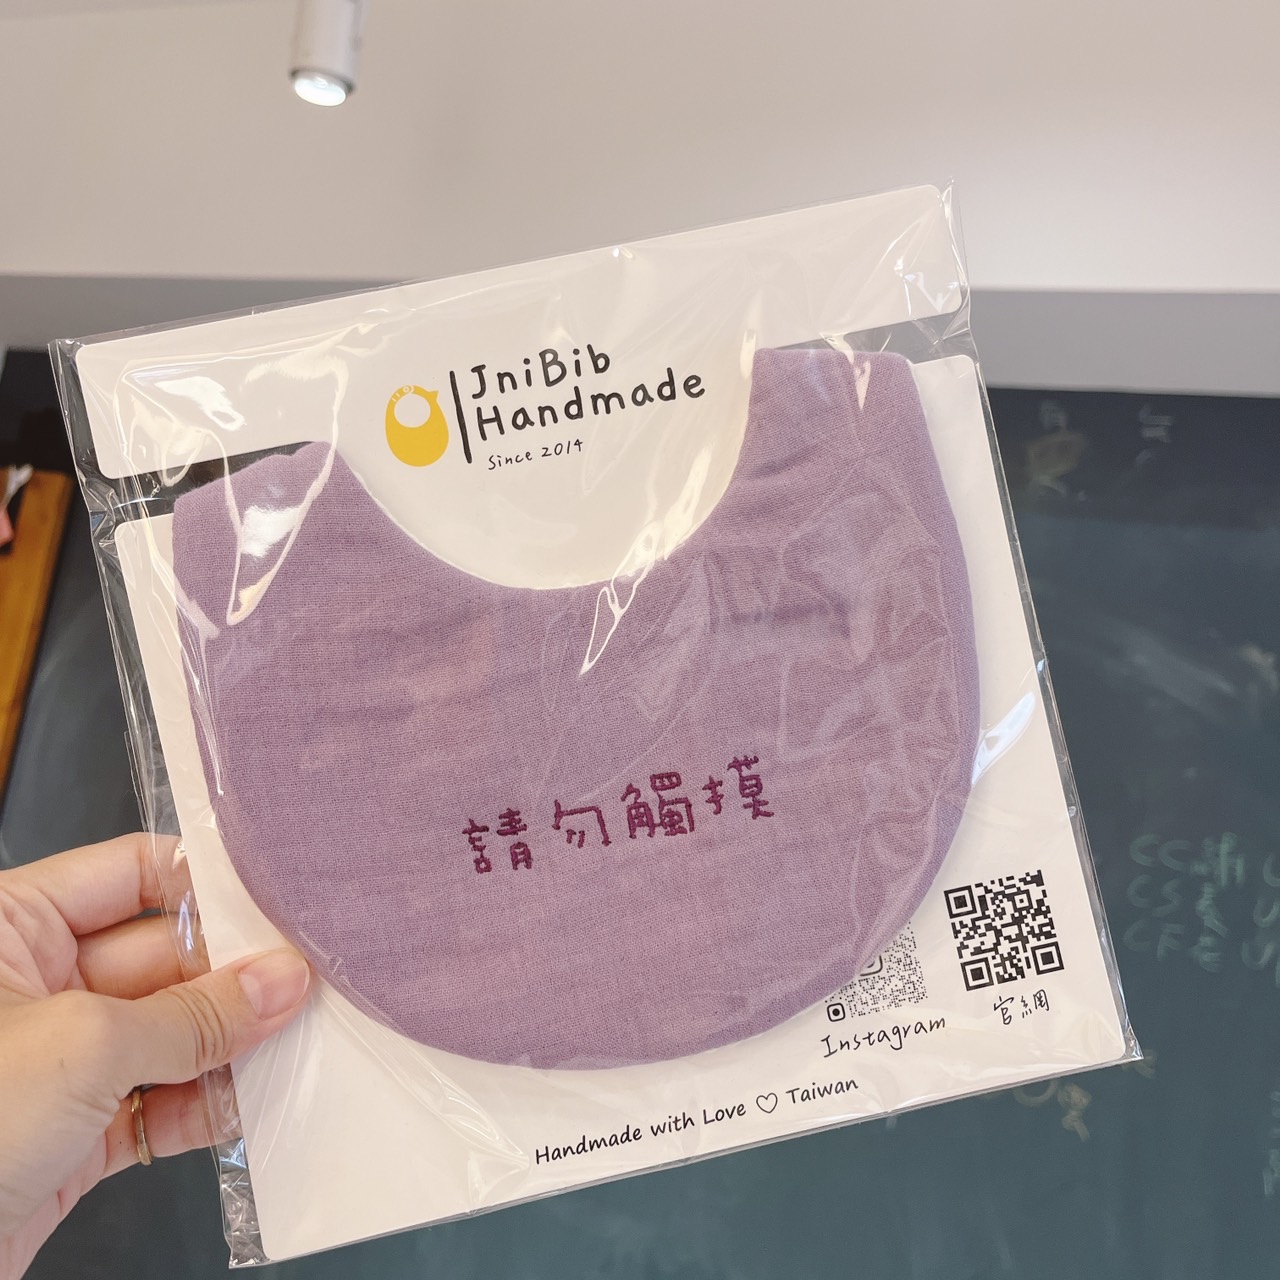 JniBib
Handmade
Since 2014
請勿觸摸
Instagram
官網
Handmade with Love ♡ Taiwan